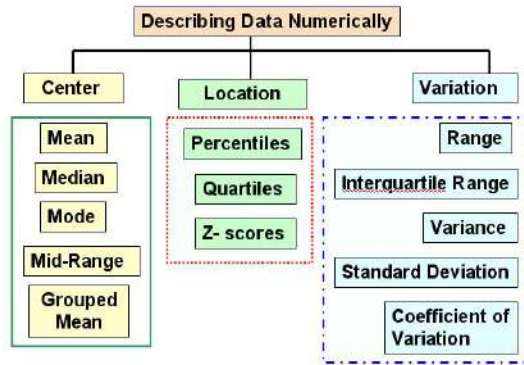 Describing Data Numerically
Center
Mean
Median
Mode
Mid-Range
Grouped
Mean
Location
Percentiles
Quartiles
Z- scores
Variation
Range
Interquartile Range
Variance
Standard Deviation
Coefficient of
Variation